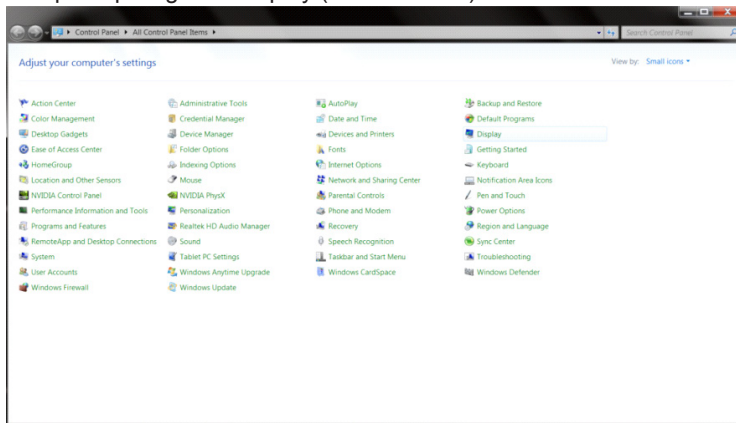 Control Panel ▸ All Control Panel Items ▸ Search Control Panel
Adjust your computer's settings View by: Small icons
Action Center Administrative Tools AutoPlay Backup and Restore
Color Management Credential Manager Date and Time Default Programs
Desktop Gadgets Device Manager Devices and Printers Display
Ease of Access Center Folder Options Fonts Getting Started
HomeGroup Indexing Options Internet Options Keyboard
Location and Other Sensors Mouse Network and Sharing Center Notification Area Icons
NVIDIA Control Panel NVIDIA PhysX Parental Controls Pen and Touch
Performance Information and Tools Personalization Phone and Modem Power Options
Programs and Features Realtek HD Audio Manager Recovery Region and Language
RemoteApp and Desktop Connections Sound Speech Recognition Sync Center
System Tablet PC Settings Taskbar and Start Menu Troubleshooting
User Accounts Windows Anytime Upgrade Windows CardSpace Windows Defender
Windows Firewall Windows Update